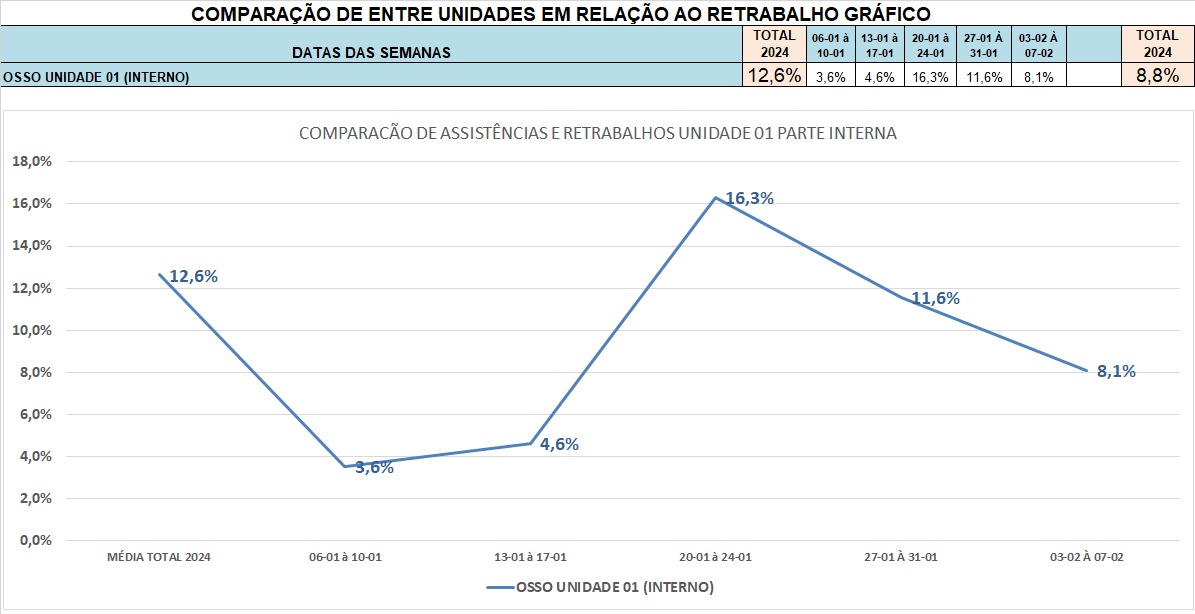 COMPARAÇÃO DE ENTRE UNIDADES EM RELAÇÃO AO RETRABALHO GRÁFICO
DATAS DAS SEMANAS
TOTAL 2024
06-01 à 10-01
13-01 à 17-01
20-01 à 24-01
27-01 À 31-01
03-02 À 07-02
TOTAL 2024
OSSO UNIDADE 01 (INTERNO) 12,6% 3,6% 4,6% 16,3% 11,6% 8,1% 8,8%
COMPARACÃO DE ASSISTÊNCIAS E RETRABALHOS UNIDADE 01 PARTE INTERNA
18,0%
16,0%
14,0%
12,0%
10,0%
8,0%
6,0%
4,0%
2,0%
0,0%
12,6%
3,6%
4,6%
16,3%
11,6%
8,1%
MÉDIA TOTAL 2024 06-01 à 10-01 13-01 à 17-01 20-01 à 24-01 27-01 À 31-01 03-02 À 07-02
OSSO UNIDADE 01 (INTERNO)